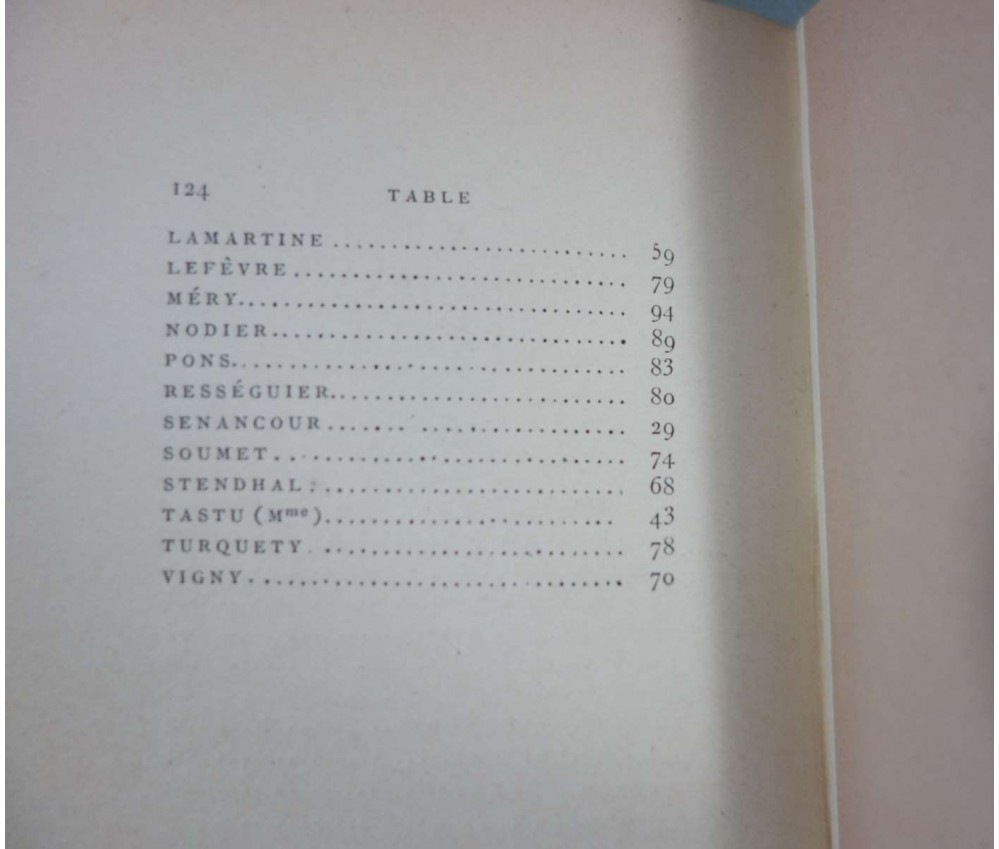 124 TABLE
LAMARTINE .......................... 59
LEFÈVRE ............................. 79
MÉRY.................................. 94
NODIER............................... 89
PONS.................................. 83
RESSÉGUIER.......................... 80
SENANCOUR .......................... 29
SOUMET .............................. 74
STENDHAL : .......................... 68
TASTU (Mme).......................... 43
TURQUETY . .......................... 78
VIGNY................................. 70